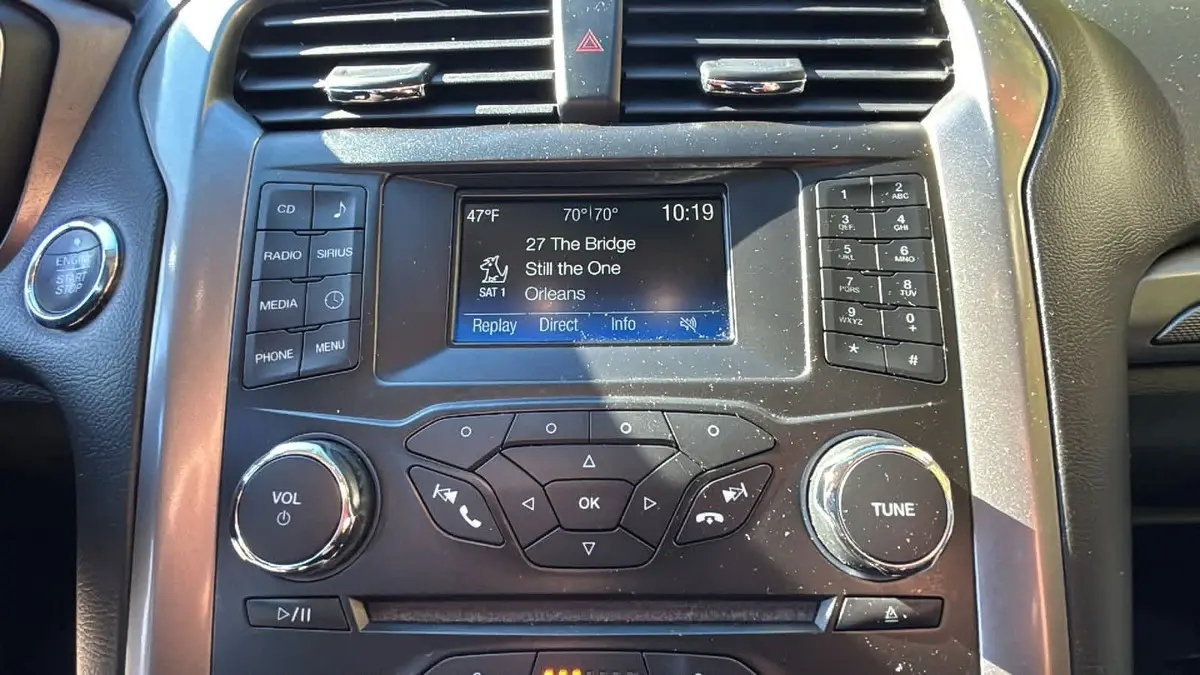 ENGINE
START
STOP
CD
RADIO
SIRIUS
MEDIA
PHONE
MENU
47°F 70°|70° 10:19
27 The Bridge
Still the One
SAT 1 Orleans
Replay Direct Info
1 2 ABC
3 DEF 4 GHI
5 JKL 6 MNO
7 PQRS 8 TUV
9 WXYZ 0 +
* #
VOL
OK
TUNE